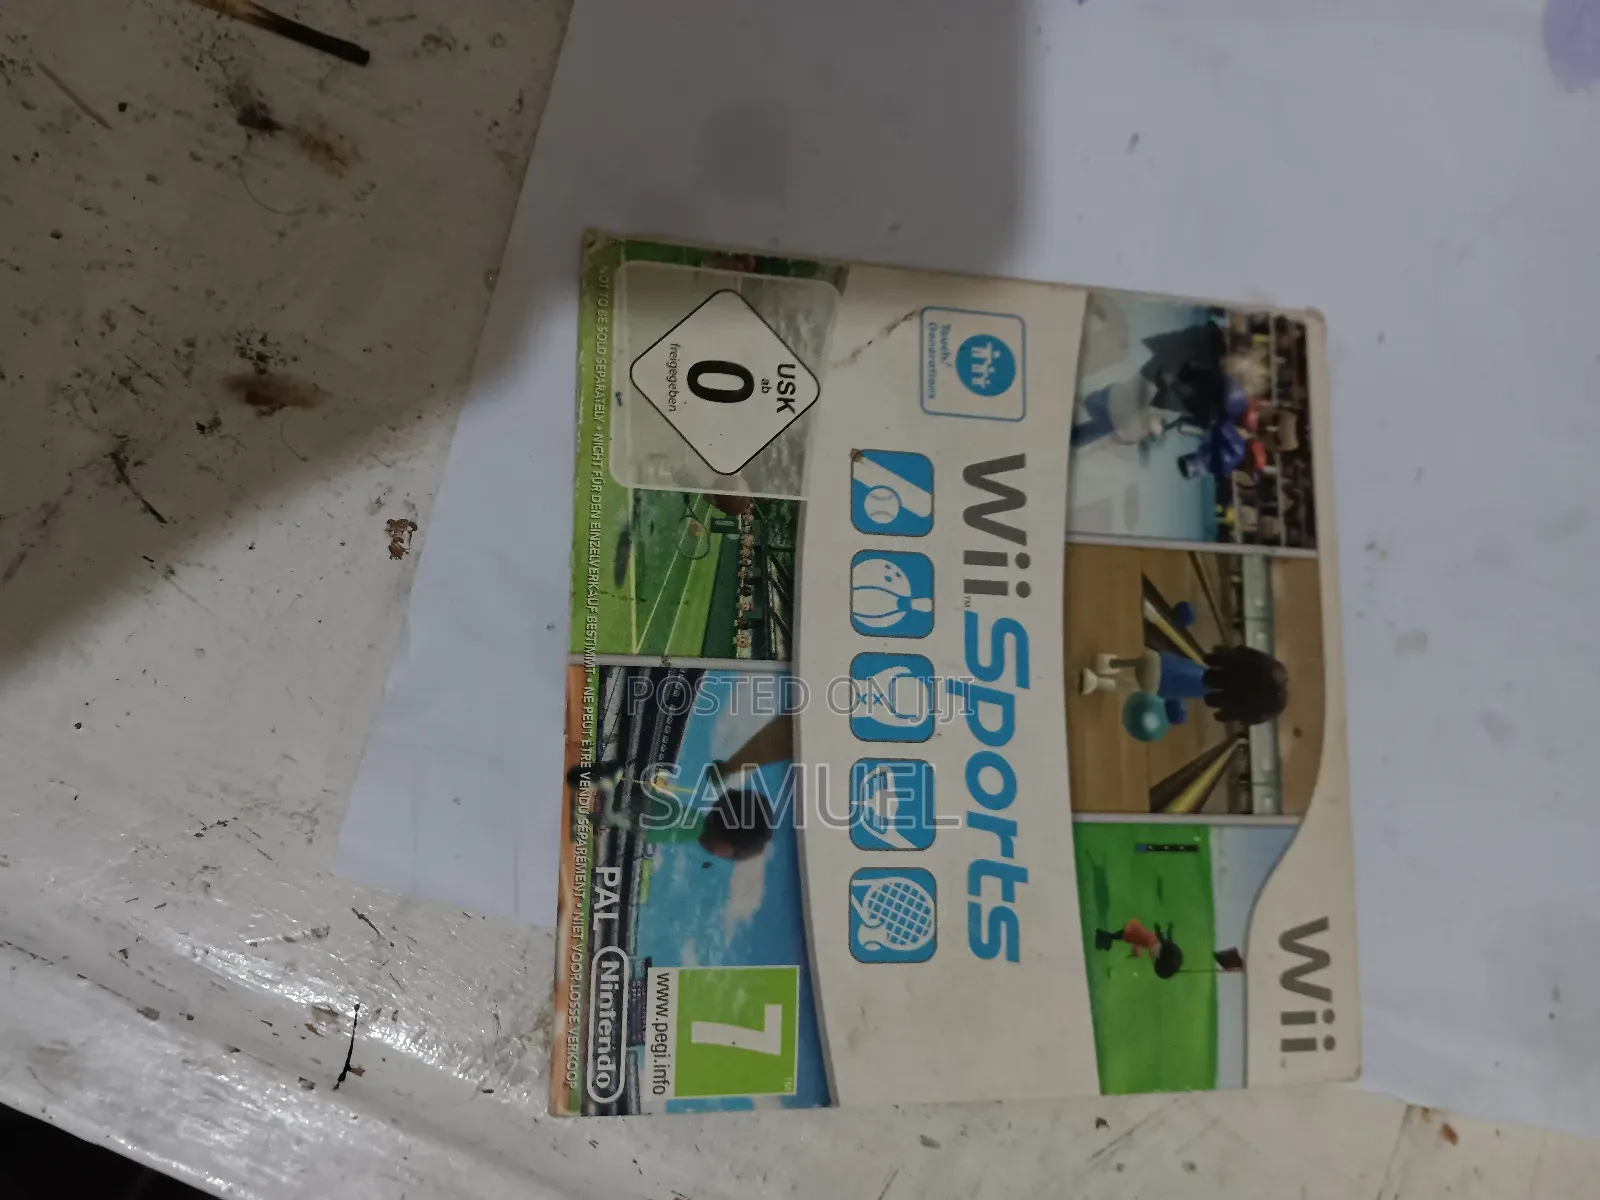 Wii
Touch!
Generations
Wii Sports
TM
USK
ab
0
freigegeben
7
www.pegi.info
PAL Nintendo
NOT TO BE SOLD SEPARATELY • NICHT FÜR DEN EINZELVERKAUF BESTIMMT • NE PEUT ÊTRE VENDU SÉPARÉMENT • NIET VOOR LOSSE VERKOOP
POSTED ON JIJI
SAMUEL